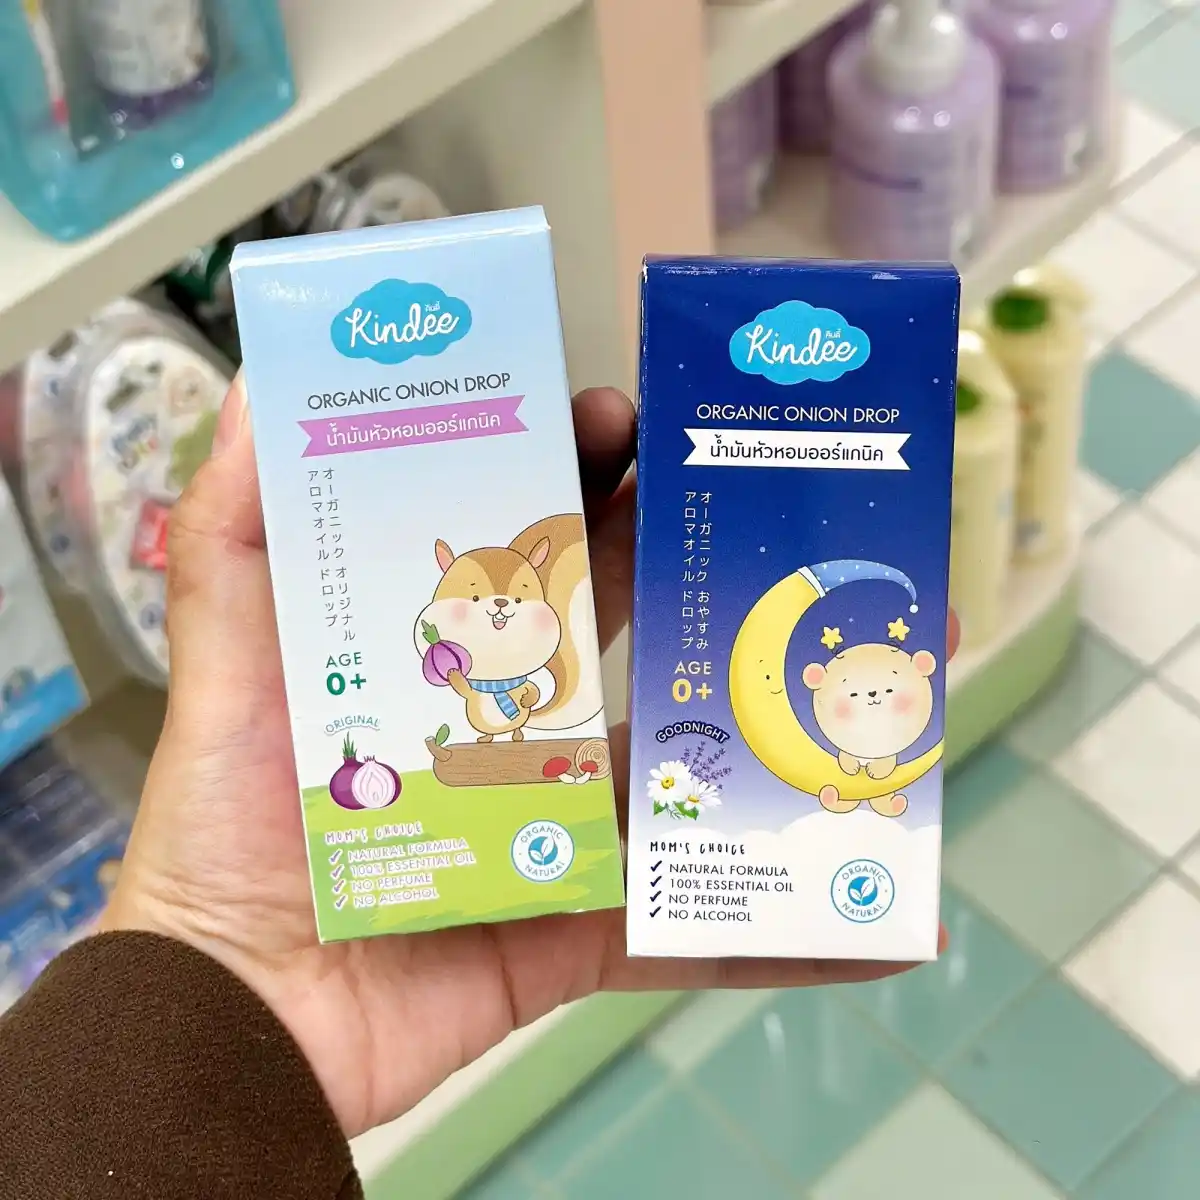 คินดี้
Kindee
ORGANIC ONION DROP
น้ำมันหัวหอมออร์แกนิค
オーガニック オリジナル
アロマオイル ドロップ
AGE
0+
ORIGINAL
MOM'S CHOICE
✓ NATURAL FORMULA
✓ 100% ESSENTIAL OIL
✓ NO PERFUME
✓ NO ALCOHOL
ORGANIC
NATURAL
คินดี้
Kindee
ORGANIC ONION DROP
น้ำมันหัวหอมออร์แกนิค
オーガニック おやすみ
アロマオイル ドロップ
AGE
0+
GOODNIGHT
MOM'S CHOICE
✓ NATURAL FORMULA
✓ 100% ESSENTIAL OIL
✓ NO PERFUME
✓ NO ALCOHOL
ORGANIC
NATURAL